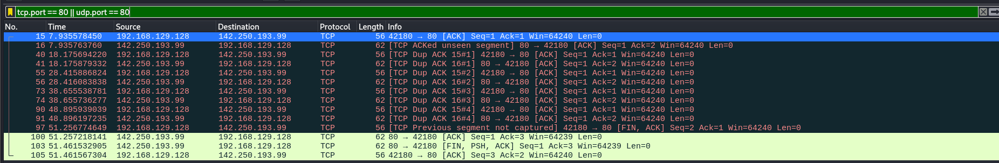 tcp.port == 80 || udp.port == 80
No. Time Source Destination Protocol Length Info
15 7.935578450 192.168.129.128 142.250.193.99 TCP 56 42180 → 80 [ACK] Seq=1 Ack=1 Win=64240 Len=0
16 7.935763760 142.250.193.99 192.168.129.128 TCP 62 [TCP ACKed unseen segment] 80 → 42180 [ACK] Seq=1 Ack=2 Win=64240 Len=0
40 18.175694220 192.168.129.128 142.250.193.99 TCP 56 [TCP Dup ACK 15#1] 42180 → 80 [ACK] Seq=1 Ack=1 Win=64240 Len=0
41 18.175879332 142.250.193.99 192.168.129.128 TCP 62 [TCP Dup ACK 16#1] 80 → 42180 [ACK] Seq=1 Ack=2 Win=64240 Len=0
55 28.415886824 192.168.129.128 142.250.193.99 TCP 56 [TCP Dup ACK 15#2] 42180 → 80 [ACK] Seq=1 Ack=1 Win=64240 Len=0
56 28.416083838 142.250.193.99 192.168.129.128 TCP 62 [TCP Dup ACK 16#2] 80 → 42180 [ACK] Seq=1 Ack=2 Win=64240 Len=0
73 38.655538781 192.168.129.128 142.250.193.99 TCP 56 [TCP Dup ACK 15#3] 42180 → 80 [ACK] Seq=1 Ack=1 Win=64240 Len=0
74 38.655736277 142.250.193.99 192.168.129.128 TCP 62 [TCP Dup ACK 16#3] 80 → 42180 [ACK] Seq=1 Ack=2 Win=64240 Len=0
90 48.895939039 192.168.129.128 142.250.193.99 TCP 56 [TCP Dup ACK 15#4] 42180 → 80 [ACK] Seq=1 Ack=1 Win=64240 Len=0
91 48.896197235 142.250.193.99 192.168.129.128 TCP 62 [TCP Dup ACK 16#4] 80 → 42180 [ACK] Seq=1 Ack=2 Win=64240 Len=0
97 51.256774649 192.168.129.128 142.250.193.99 TCP 56 [TCP Previous segment not captured] 42180 → 80 [FIN, ACK] Seq=2 Ack=1 Win=64240 Len=0
100 51.257218141 142.250.193.99 192.168.129.128 TCP 62 80 → 42180 [ACK] Seq=1 Ack=3 Win=64239 Len=0
103 51.461532905 142.250.193.99 192.168.129.128 TCP 62 80 → 42180 [FIN, PSH, ACK] Seq=1 Ack=3 Win=64239 Len=0
105 51.461567304 192.168.129.128 142.250.193.99 TCP 56 42180 → 80 [ACK] Seq=3 Ack=2 Win=64240 Len=0